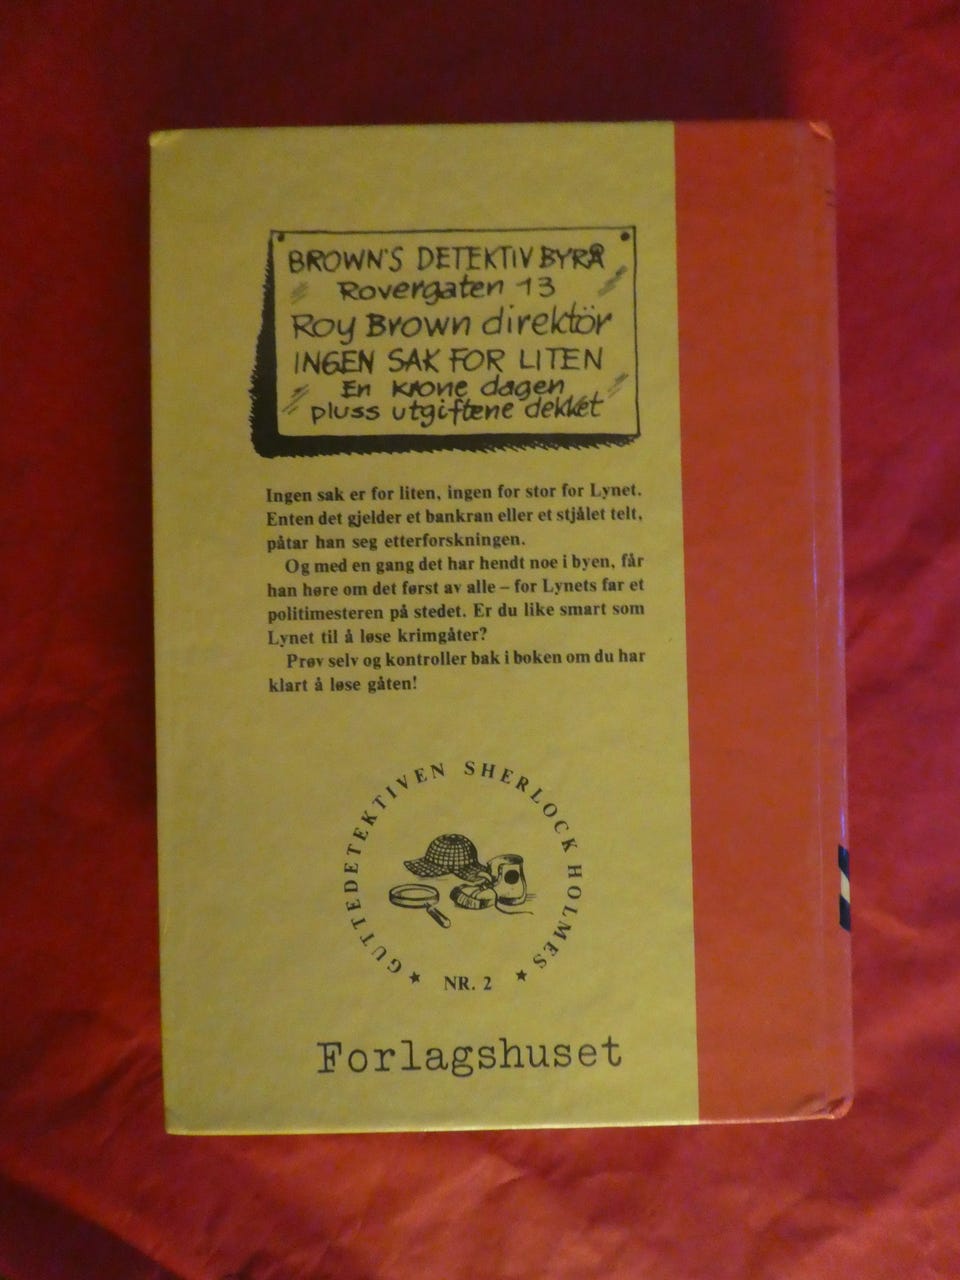 BROWN'S DETEKTIV BYRÅ
Rovergaten 13
Roy Brown direktör
INGEN SAK FOR LITEN
En krone dagen
pluss utgiftene dekket
Ingen sak er for liten, ingen for stor for Lynet.
Enten det gjelder et bankran eller et stjålet telt,
påtar han seg etterforskningen.
Og med en gang det har hendt noe i byen, får
han høre om det først av alle – for Lynets far et
politimesteren på stedet. Er du like smart som
Lynet til å løse krimgåter?
Prøv selv og kontroller bak i boken om du har
klart å løse gåten!
GUTTEDETEKTIVEN SHERLOCK HOLMES
NR. 2
Forlagshuset